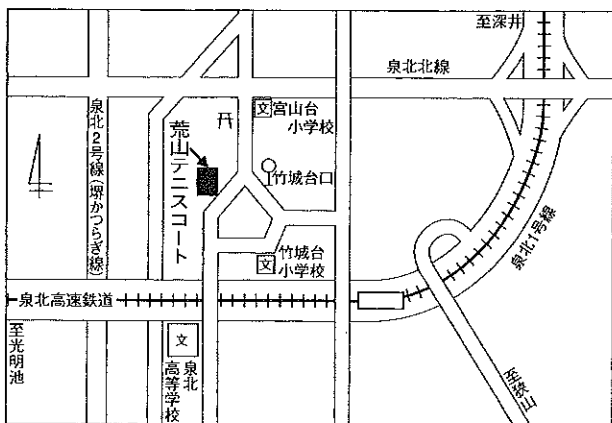 至深井
泉北北線
文宮山台
小学校
荒山テニスコート
竹城台口
泉北2号線(堺かつらぎ線)
文竹城台
小学校
泉北1号線
泉北高速鉄道
至光明池
文
泉北
高等学校
至狭山